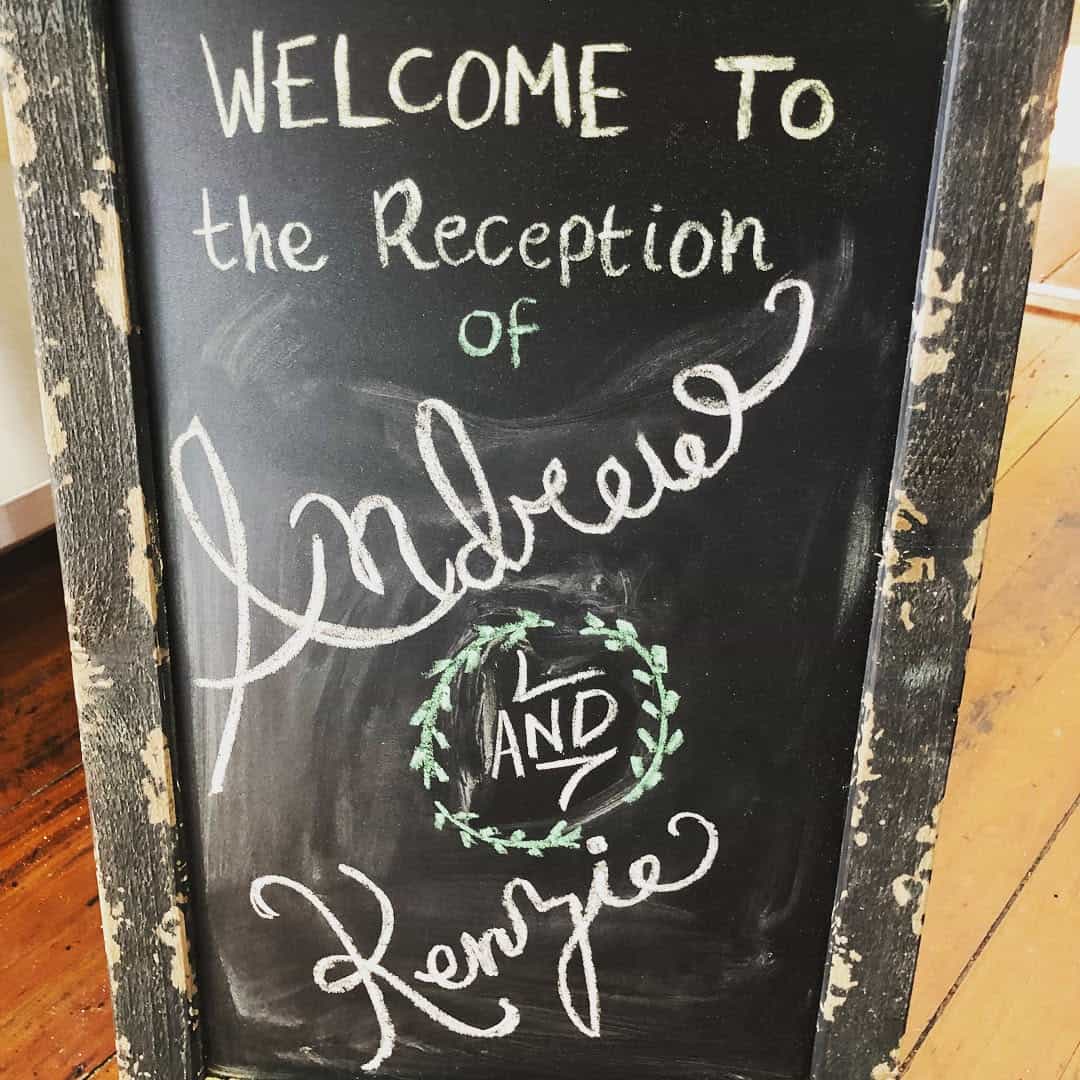 WELCOME TO
the Reception
of
Andrew
AND
Kenzie